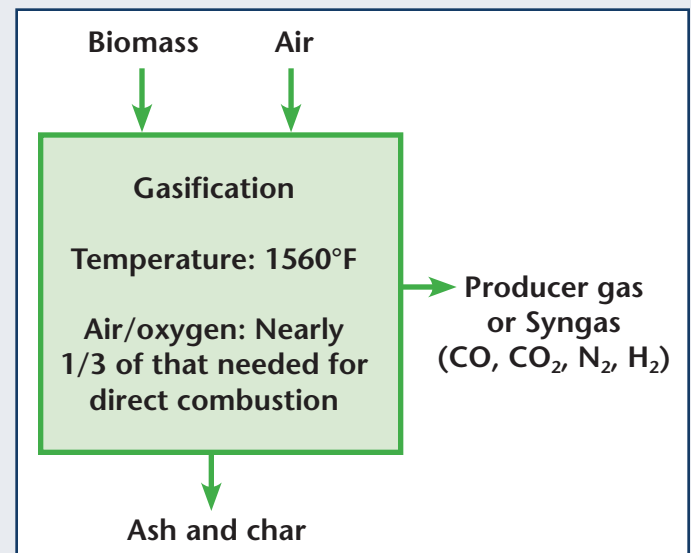 Biomass
Air
Gasification
Temperature: 1560°F
Air/oxygen: Nearly
1/3 of that needed for
direct combustion
Producer gas
or Syngas
(CO, CO₂, N₂, H₂)
Ash and char